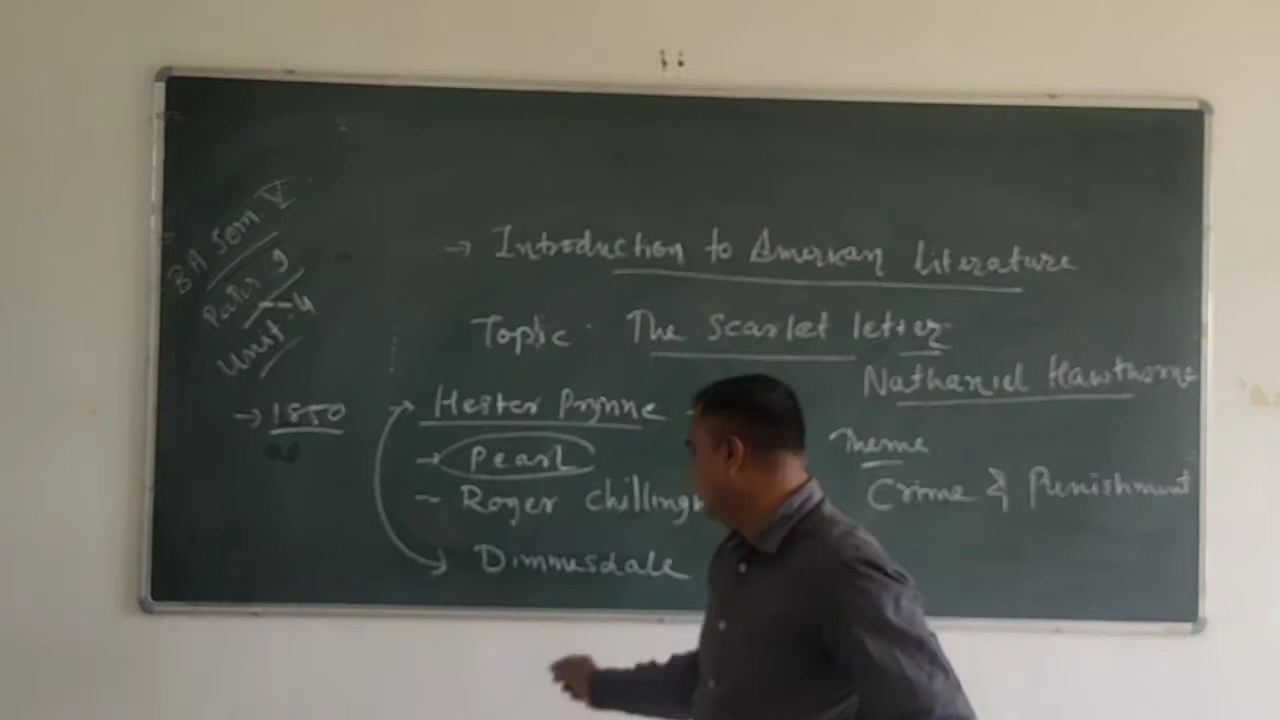 BA Sem V
Paper 9
Unit-4
→ Introduction to American Literature
Topic. The Scarlet letter
Nathaniel Hawthorne
→ 1850
→ Hester Prynne -
→ Pearl
- Roger chilling
→ Dimmesdale
Theme
Crime & Punishment